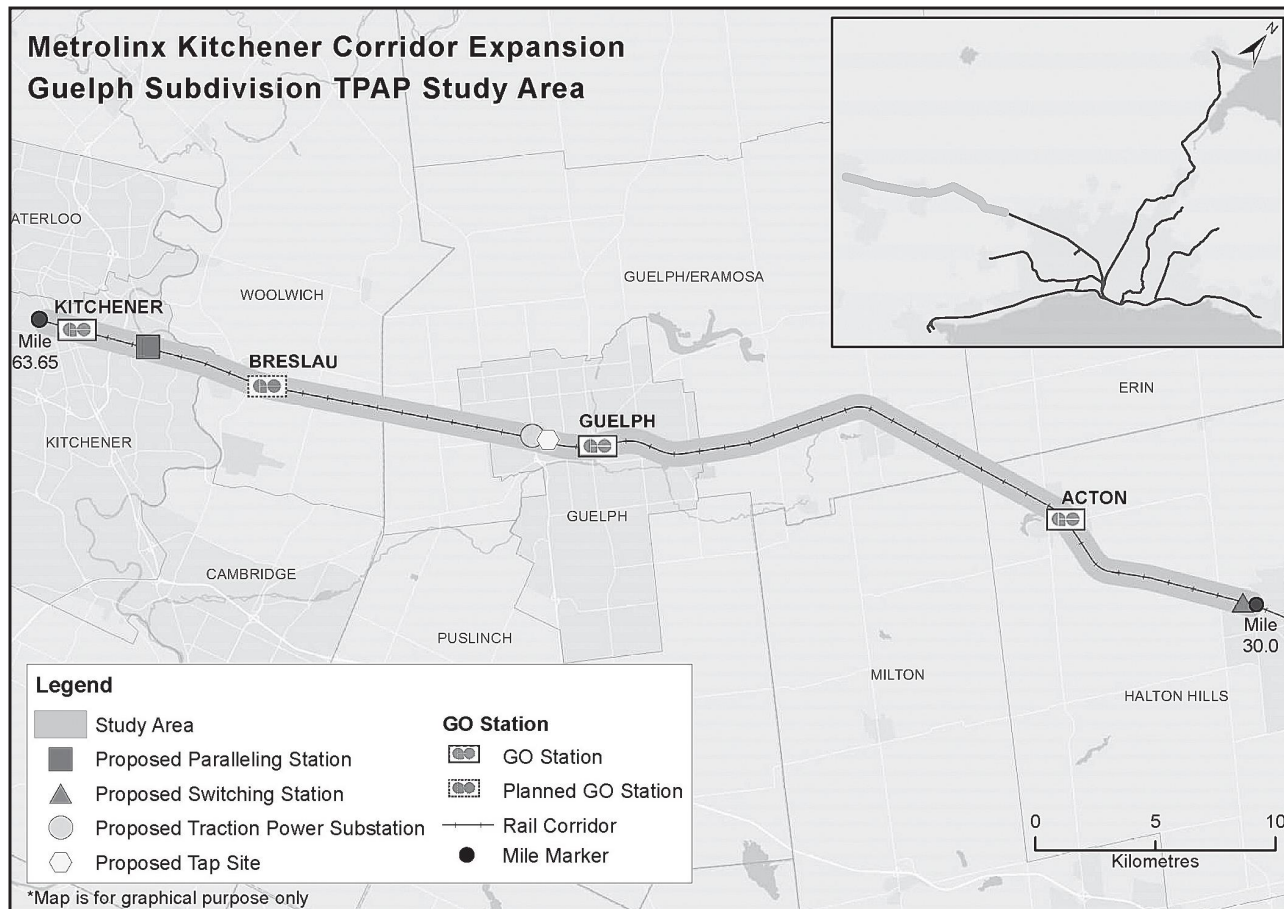 Metrolinx Kitchener Corridor Expansion
Guelph Subdivision TPAP Study Area
N
ATERLOO
KITCHENER
Mile
63.65
WOOLWICH
BRESLAU
GUELPH/ERAMOSA
ERIN
KITCHENER
GUELPH
GUELPH
ACTON
CAMBRIDGE
PUSLINCH
Mile
30.0
MILTON
HALTON HILLS
Legend
Study Area
Proposed Paralleling Station
Proposed Switching Station
Proposed Traction Power Substation
Proposed Tap Site
GO Station
GO Station
Planned GO Station
Rail Corridor
Mile Marker
0 5 10
Kilometres
*Map is for graphical purpose only